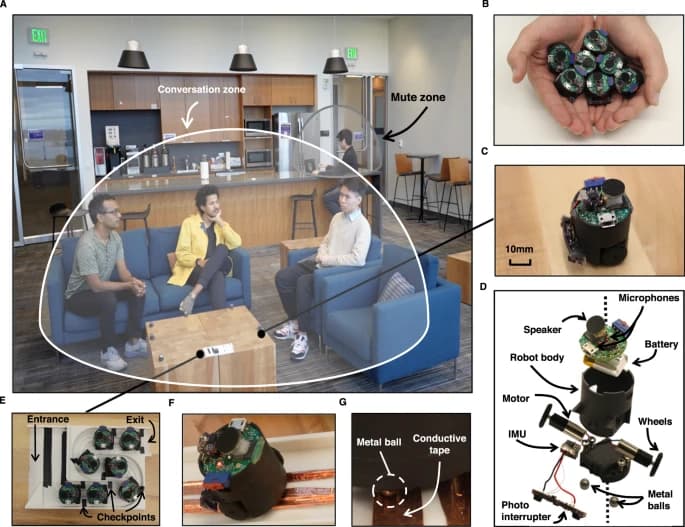 A
EXIT
EXIT
Conversation zone
Mute zone
B
C
10mm
D
Microphones
Speaker
Battery
Robot body
Motor
IMU
Wheels
Photo
interrupter
Metal
balls
E
Entrance
Exit
Checkpoints
F
G
Metal ball
Conductive
tape